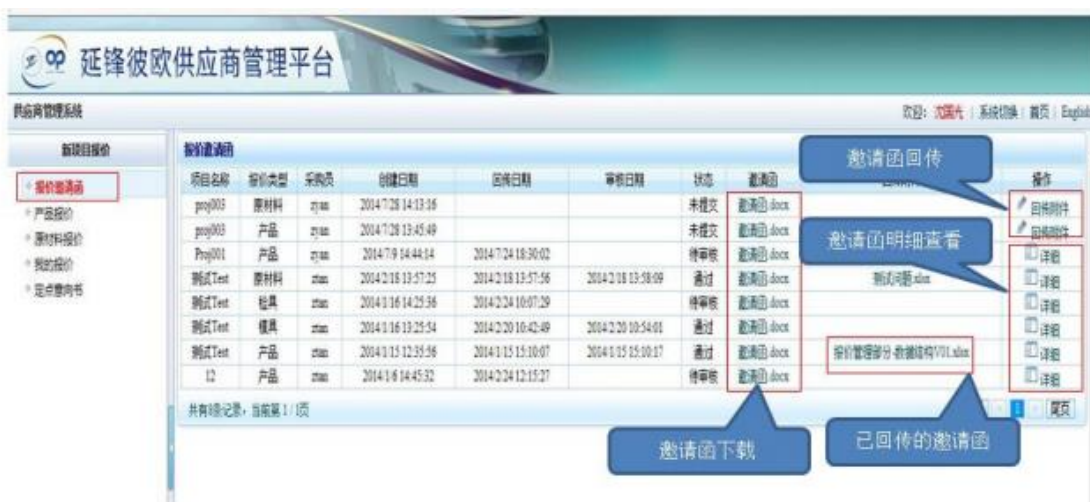 延锋彼欧供应商管理平台
供应商管理系统
欢迎: 沈国光 | 系统切换 | 首页 | English
新项目报价
报价邀请函
产品报价
原材料报价
我的报价
定点意向书
报价邀请函
邀请函回传
项目名称 报价类型 采购员 创建日期 回传日期 审核日期 状态 邀请函 操作
proj003 原材料 zyuan 2014/7/28 14:13:16 未提交 邀请函.docx 回传附件
proj003 产品 zyuan 2014/7/28 13:45:49 未提交 邀请函.docx 回传附件
邀请函明细查看
Proj001 产品 zyuan 2014/7/9 14:44:14 2014/7/24 18:30:02 待审核 邀请函.docx 详细
测试Test 原材料 ztan 2014/2/18 13:57:25 2014/2/18 13:57:56 2014/2/18 13:58:09 通过 邀请函.docx 测试问题.xlsx 详细
测试Test 检具 ztan 2014/1/16 14:25:36 2014/2/24 10:07:29 待审核 邀请函.docx 详细
测试Test 模具 ztan 2014/1/16 13:25:54 2014/2/20 10:42:49 2014/2/20 10:54:01 通过 邀请函.docx 详细
测试Test 产品 ztan 2014/1/15 12:35:56 2014/1/15 15:10:07 2014/1/15 15:10:17 通过 邀请函.docx 报价管理部分-数据结构V01.xlsx 详细
12 产品 ztan 2014/1/6 14:45:32 2014/2/24 12:15:27 待审核 邀请函.docx 详细
共有8条记录，当前第1/1页 1 尾页
邀请函下载
已回传的邀请函